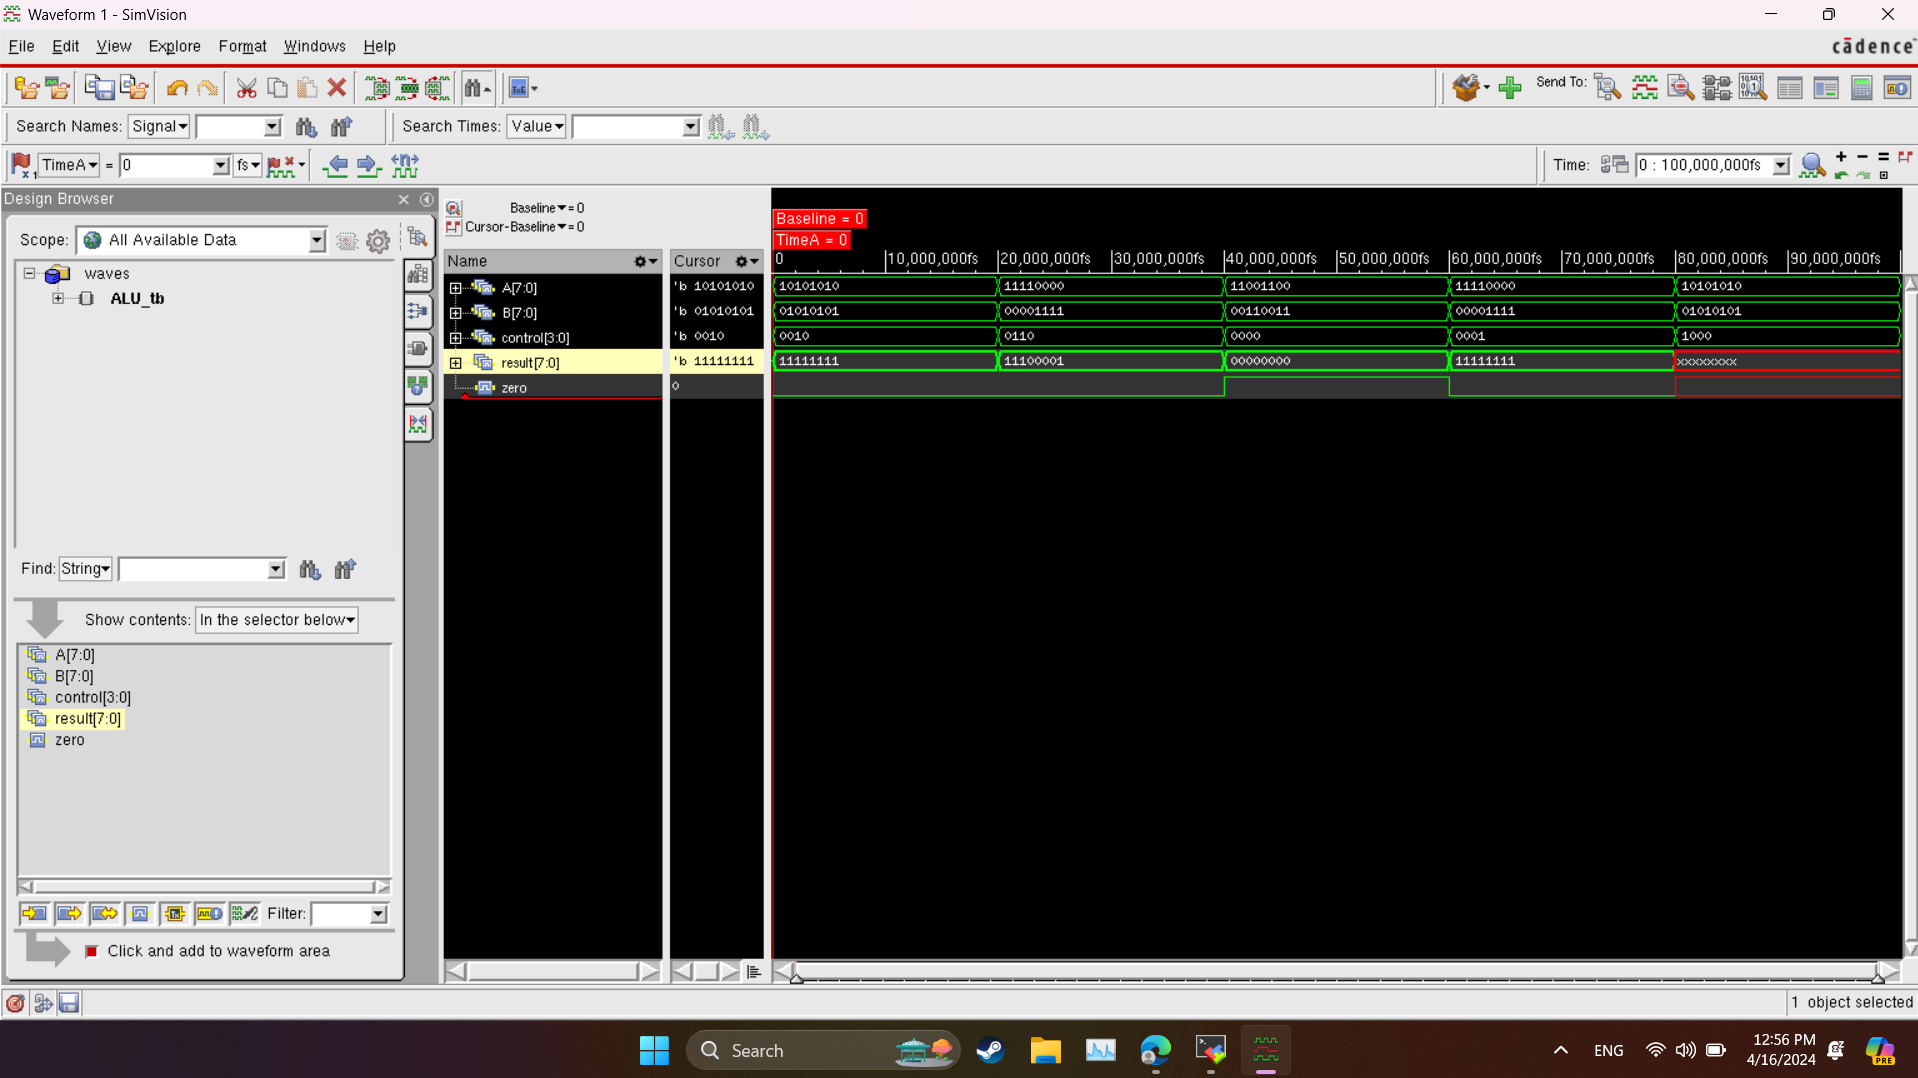 Waveform 1 - SimVision
File Edit View Explore Format Windows Help
cādence
Send To:
Search Names: Signal Search Times: Value
TimeA = 0 fs Time: 0 : 100,000,000fs
Design Browser
Scope: All Available Data
waves
ALU_tb
Find: String
Show contents: In the selector below
A[7:0]
B[7:0]
control[3:0]
result[7:0]
zero
Filter:
Click and add to waveform area
Baseline = 0
Cursor-Baseline = 0
Name Cursor
A[7:0] 'b 10101010
B[7:0] 'b 01010101
control[3:0] 'b 0010
result[7:0] 'b 11111111
zero 0
Baseline = 0
TimeA = 0
0 10,000,000fs 20,000,000fs 30,000,000fs 40,000,000fs 50,000,000fs 60,000,000fs 70,000,000fs 80,000,000fs 90,000,000fs
10101010 11110000 11001100 11110000 10101010
01010101 00001111 00110011 00001111 01010101
0010 0110 0000 0001 1000
11111111 11100001 00000000 11111111 xxxxxxxx
1 object selected
Search
ENG
12:56 PM
4/16/2024
PRE